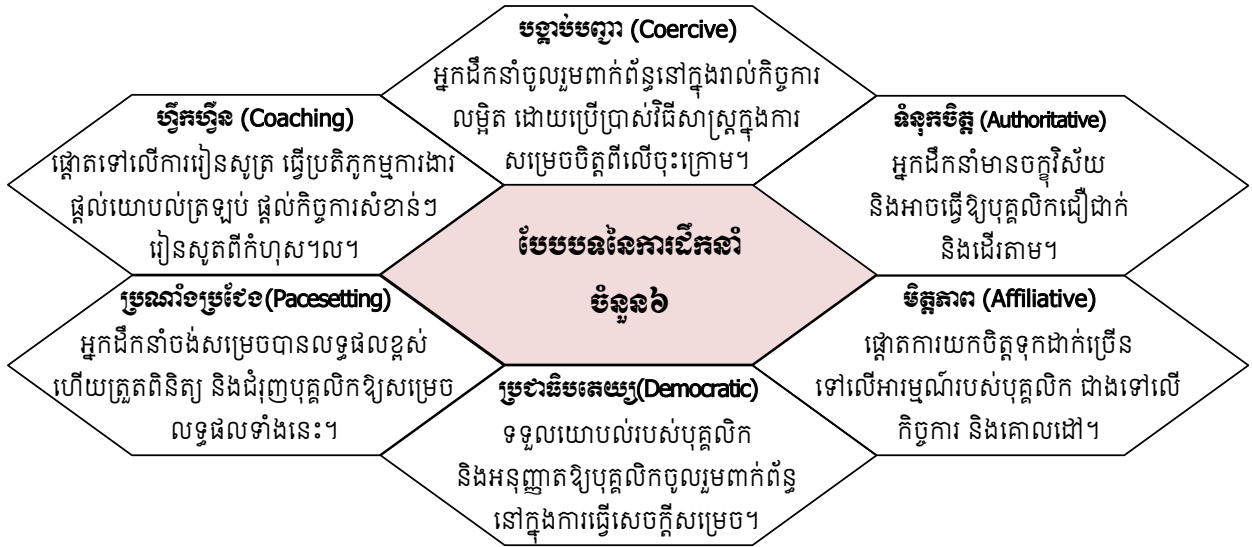 បង្គាប់បញ្ជា (Coercive)
អ្នកដឹកនាំចូលរួមពាក់ព័ន្ធនៅក្នុងរាល់កិច្ចការ
លម្អិត ដោយប្រើប្រាស់វិធីសាស្ត្រក្នុងការ
សម្រេចចិត្តពីលើចុះក្រោម។
ហ្វឹកហ្វឺន (Coaching)
ផ្តោតទៅលើការរៀនសូត្រ ធ្វើប្រតិភូកម្មការងារ
ផ្តល់យោបល់ត្រឡប់ ផ្តល់កិច្ចការសំខាន់ៗ
រៀនសូតពីកំហុស។ល។
ទំនុកចិត្ត (Authoritative)
អ្នកដឹកនាំមានចក្ខុវិស័យ
និងអាចធ្វើឱ្យបុគ្គលិកជឿជាក់
និងដើរតាម។
បែបបទនៃការដឹកនាំ
ចំនួន៦
ប្រណាំងប្រជែង(Pacesetting)
អ្នកដឹកនាំចង់សម្រេចបានលទ្ធផលខ្ពស់
ហើយត្រួតពិនិត្យ និងជំរុញបុគ្គលិកឱ្យសម្រេច
លទ្ធផលទាំងនេះ។
មិត្តភាព (Affiliative)
ផ្តោតការយកចិត្តទុកដាក់ច្រើន
ទៅលើអារម្មណ៍របស់បុគ្គលិក ជាងទៅលើ
កិច្ចការ និងគោលដៅ។
ប្រជាធិបតេយ្យ(Democratic)
ទទួលយោបល់របស់បុគ្គលិក
និងអនុញ្ញាតឱ្យបុគ្គលិកចូលរួមពាក់ព័ន្ធ
នៅក្នុងការធ្វើសេចក្តីសម្រេច។